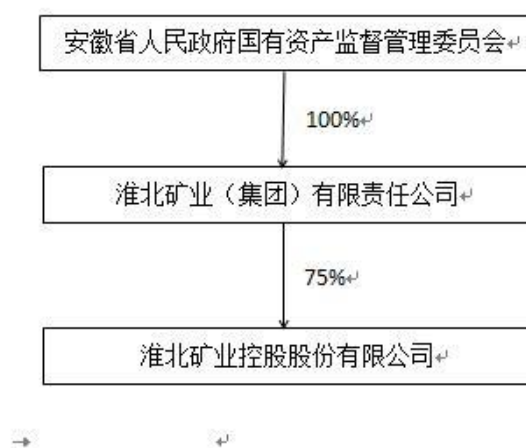 安徽省人民政府国有资产监督管理委员会
100%
淮北矿业（集团）有限责任公司
75%
淮北矿业控股股份有限公司